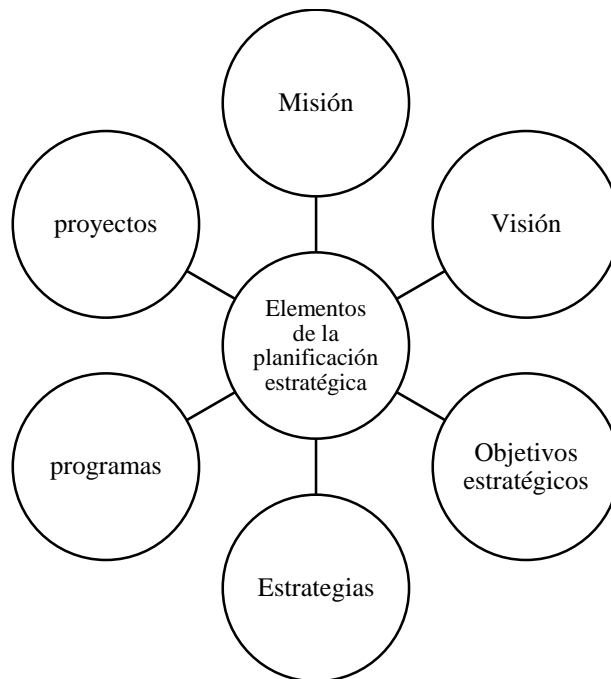 Misión
Visión
Objetivos
estratégicos
Estrategias
programas
proyectos
Elementos
de la
planificación
estratégica